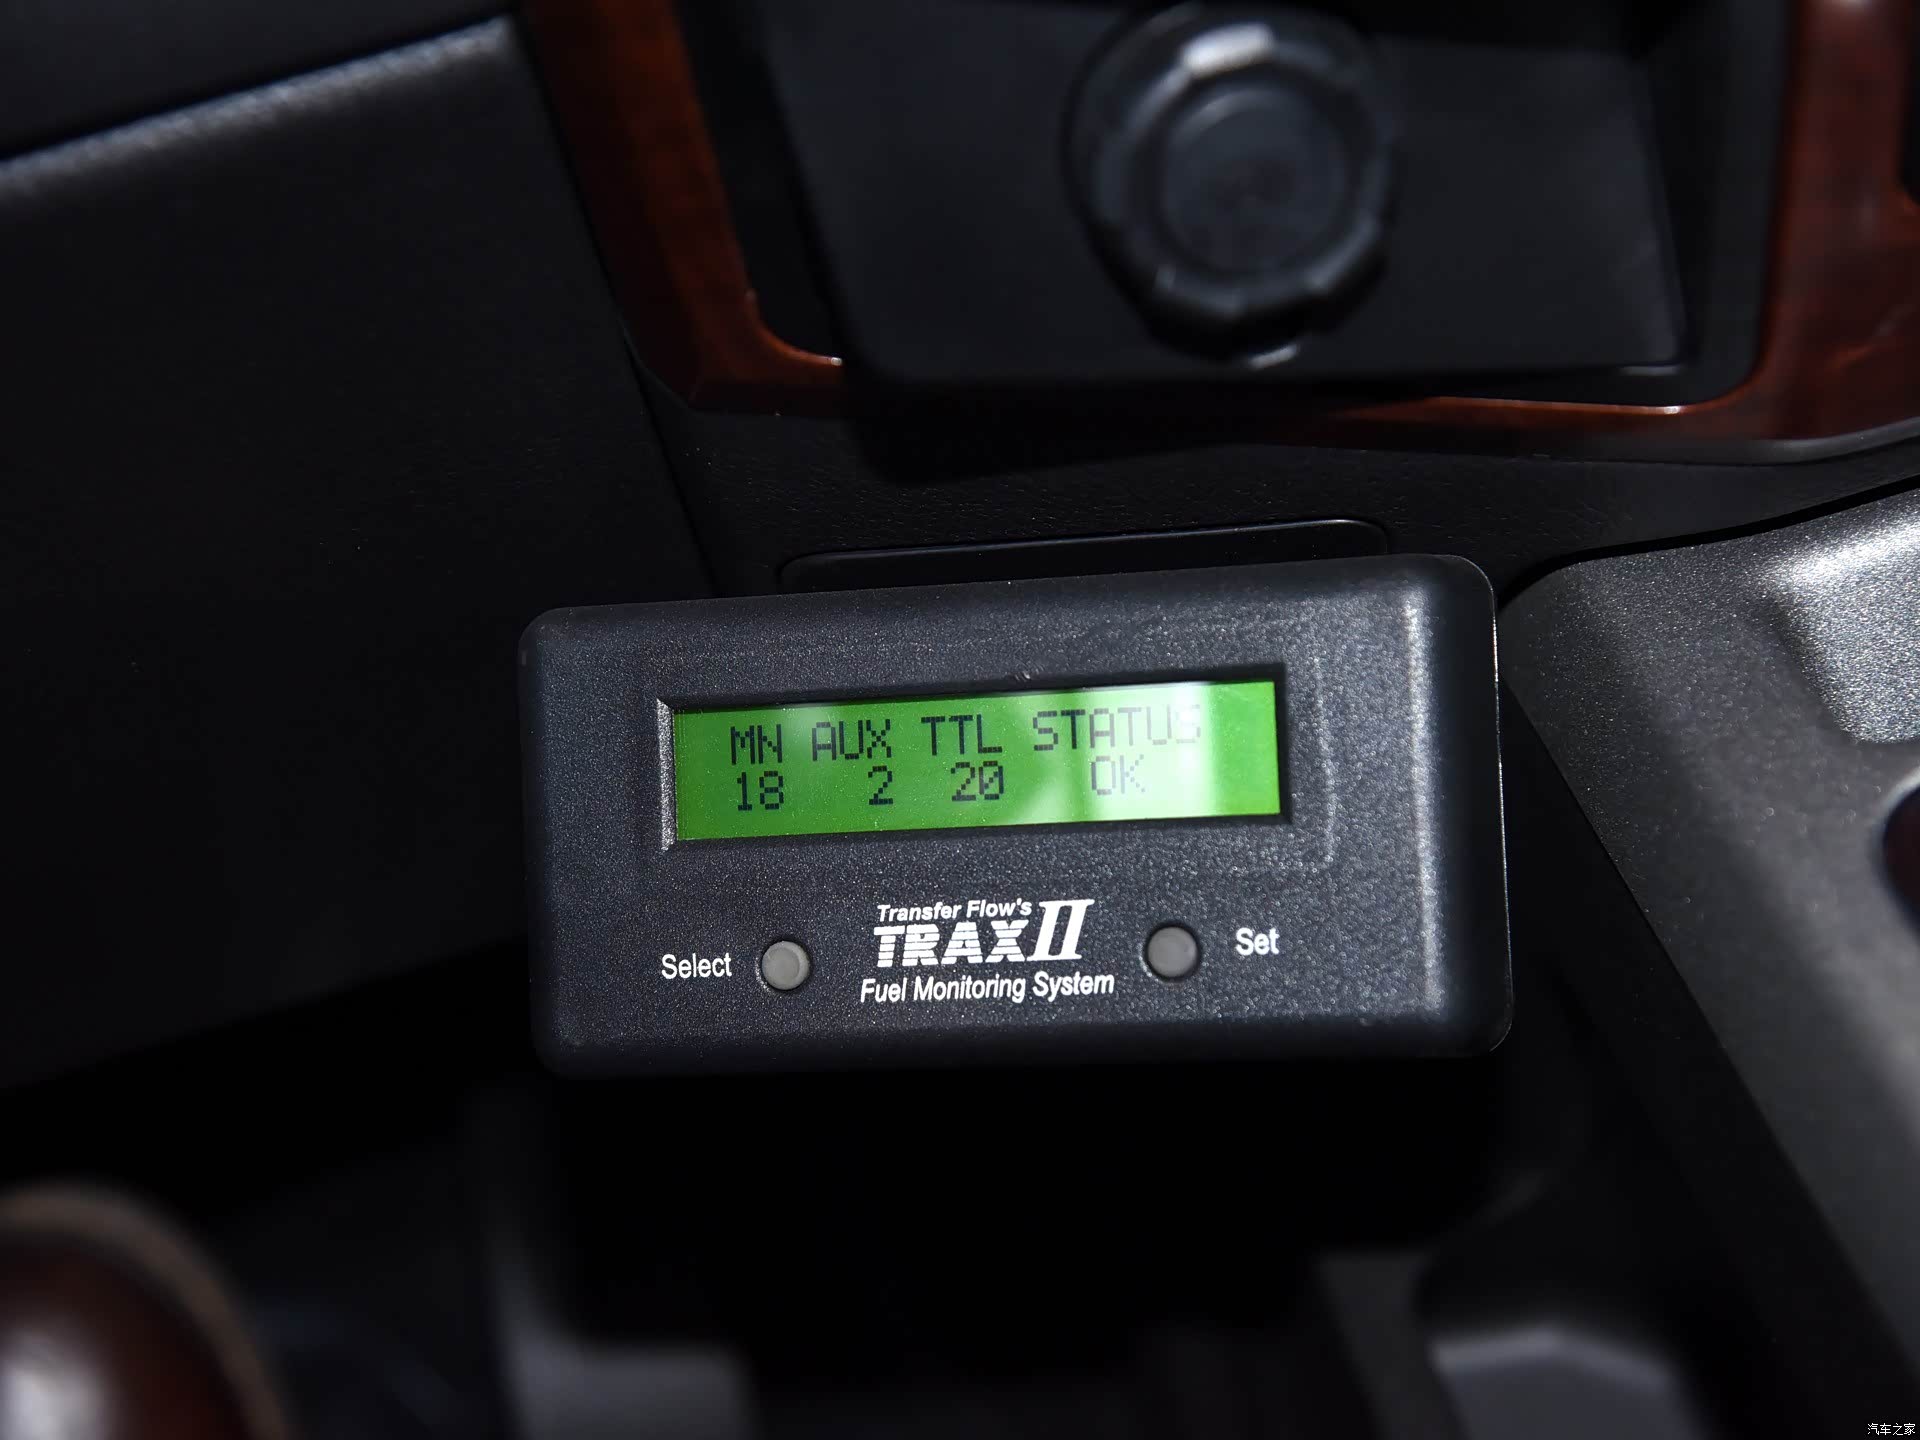 MN AUX TTL STATUS
18 2 20 OK
Transfer Flow's
TRAX II
Fuel Monitoring System
Select
Set
汽车之家